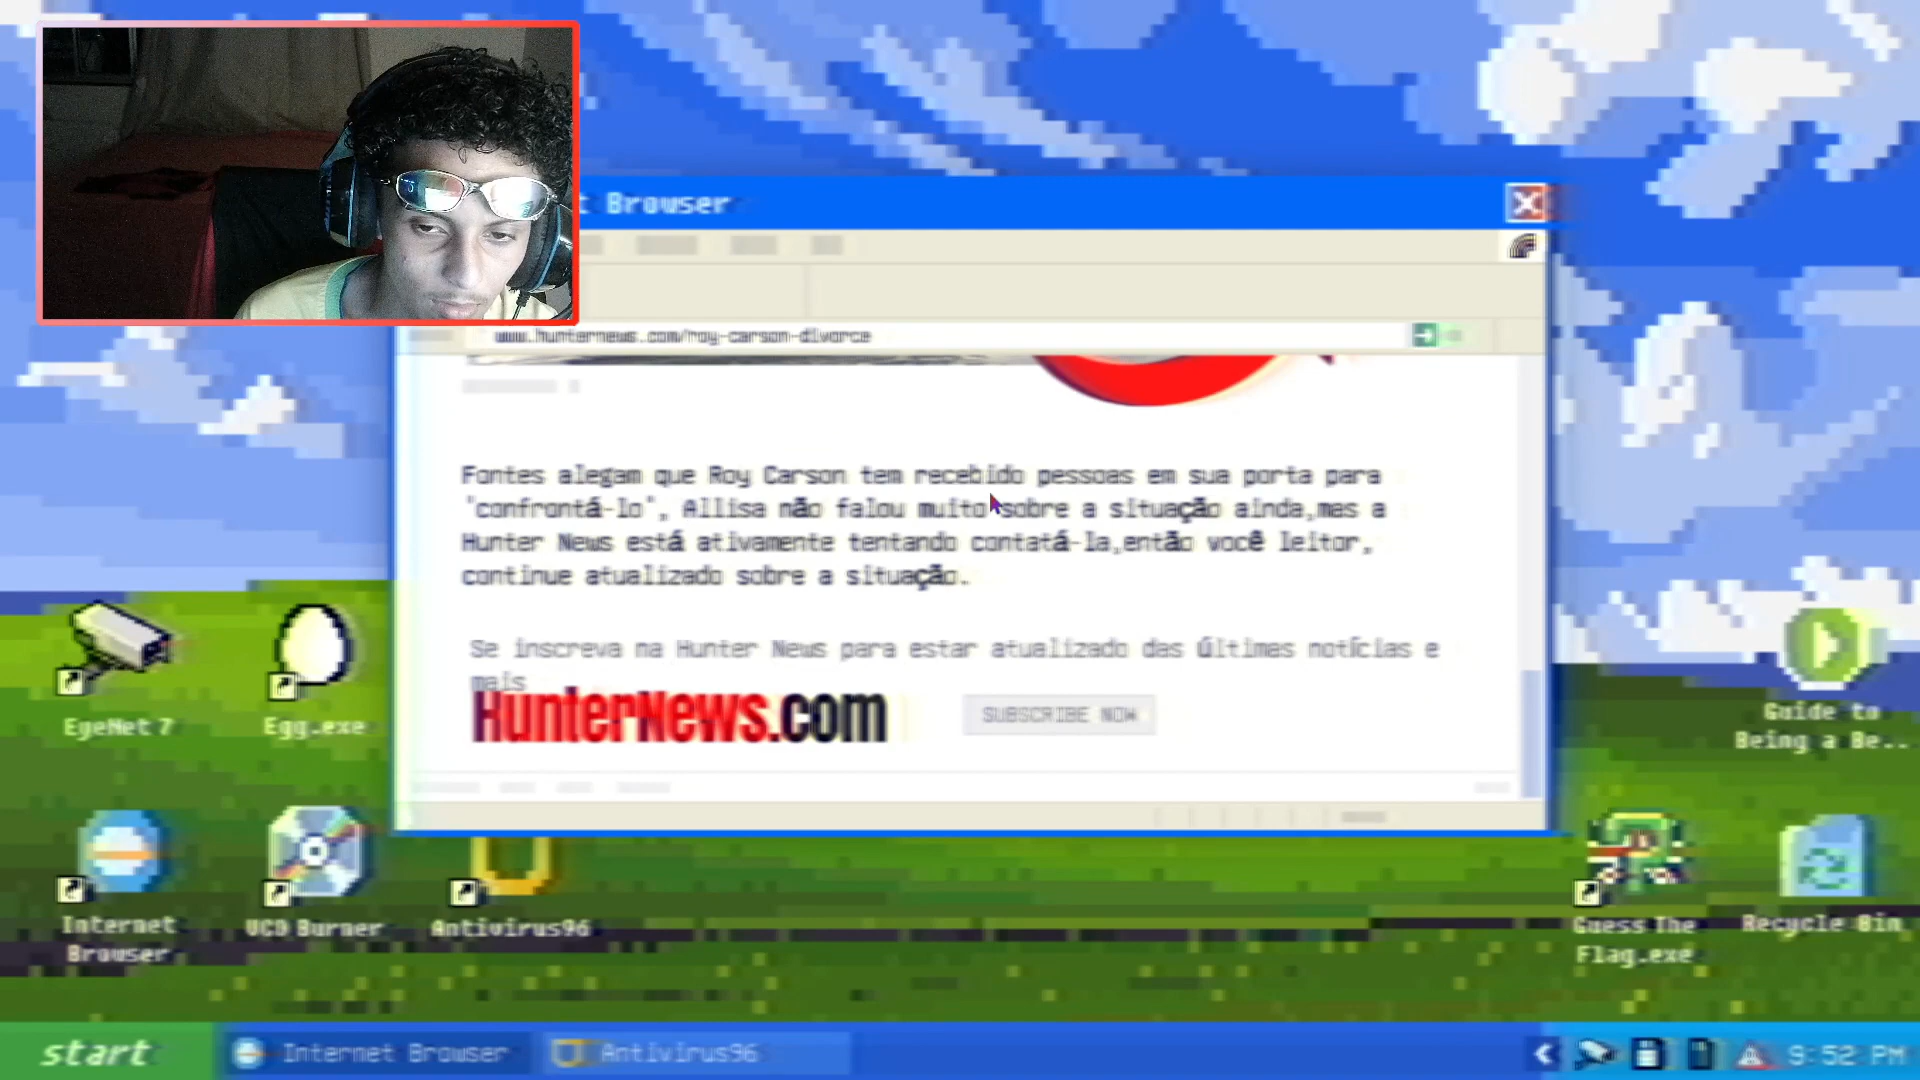 t Browser
www.hunternews.com/roy-carson-divorce
Fontes alegam que Roy Carson tem recebido pessoas em sua porta para
'confrontá-lo', Allisa não falou muito sobre a situação ainda,mas a
Hunter News está ativamente tentando contatá-la,então você leitor,
continue atualizado sobre a situação.
Se inscreva na Hunter News para estar atualizado das últimas notícias e
mais
HunterNews.com
SUBSCRIBE NOW
EyeNet 7
Egg.exe
Guide to
Being a Be..
Internet
Browser
VCD Burner
Antivirus96
Guess The
Flag.exe
Recycle Bin
start
Internet Browser
Antivirus96
9:52 PM